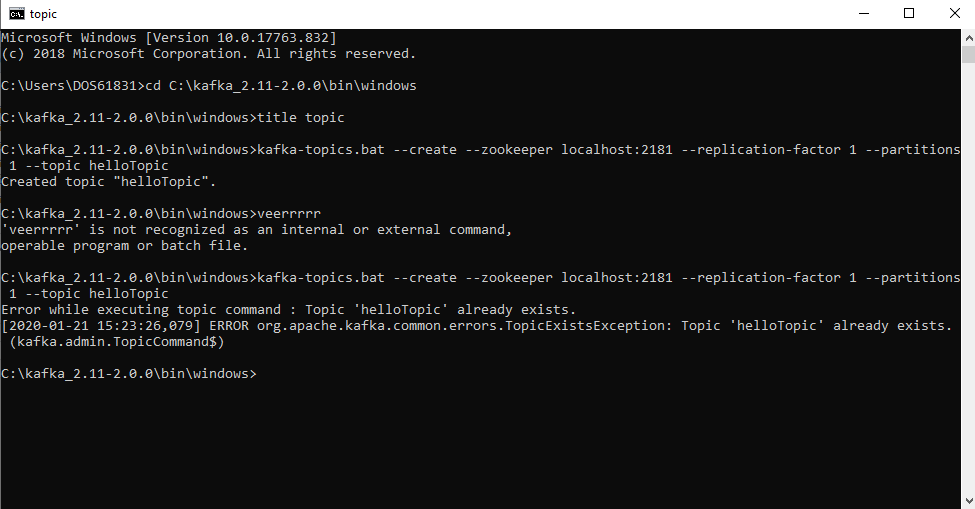 topic
Microsoft Windows [Version 10.0.17763.832]
(c) 2018 Microsoft Corporation. All rights reserved.
C:\Users\DOS61831>cd C:\kafka_2.11-2.0.0\bin\windows
C:\kafka_2.11-2.0.0\bin\windows>title topic
C:\kafka_2.11-2.0.0\bin\windows>kafka-topics.bat --create --zookeeper localhost:2181 --replication-factor 1 --partitions
 1 --topic helloTopic
Created topic "helloTopic".
C:\kafka_2.11-2.0.0\bin\windows>veerrrrr
'veerrrrr' is not recognized as an internal or external command,
operable program or batch file.
C:\kafka_2.11-2.0.0\bin\windows>kafka-topics.bat --create --zookeeper localhost:2181 --replication-factor 1 --partitions
 1 --topic helloTopic
Error while executing topic command : Topic 'helloTopic' already exists.
[2020-01-21 15:23:26,079] ERROR org.apache.kafka.common.errors.TopicExistsException: Topic 'helloTopic' already exists.
 (kafka.admin.TopicCommand$)
C:\kafka_2.11-2.0.0\bin\windows>